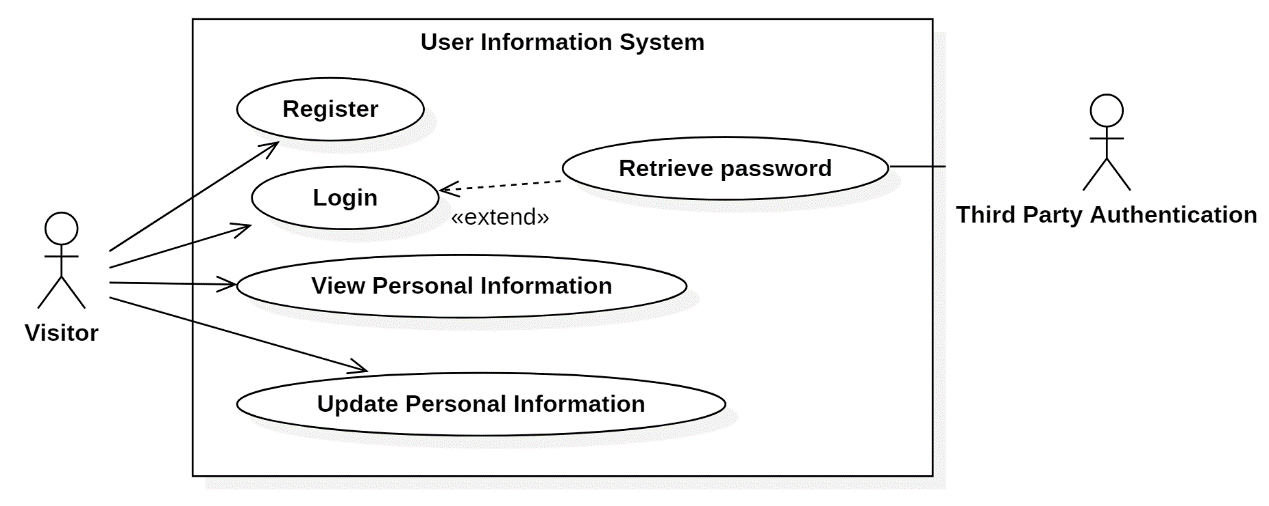 User Information System
Register
Login
Retrieve password
«extend»
View Personal Information
Update Personal Information
Visitor
Third Party Authentication